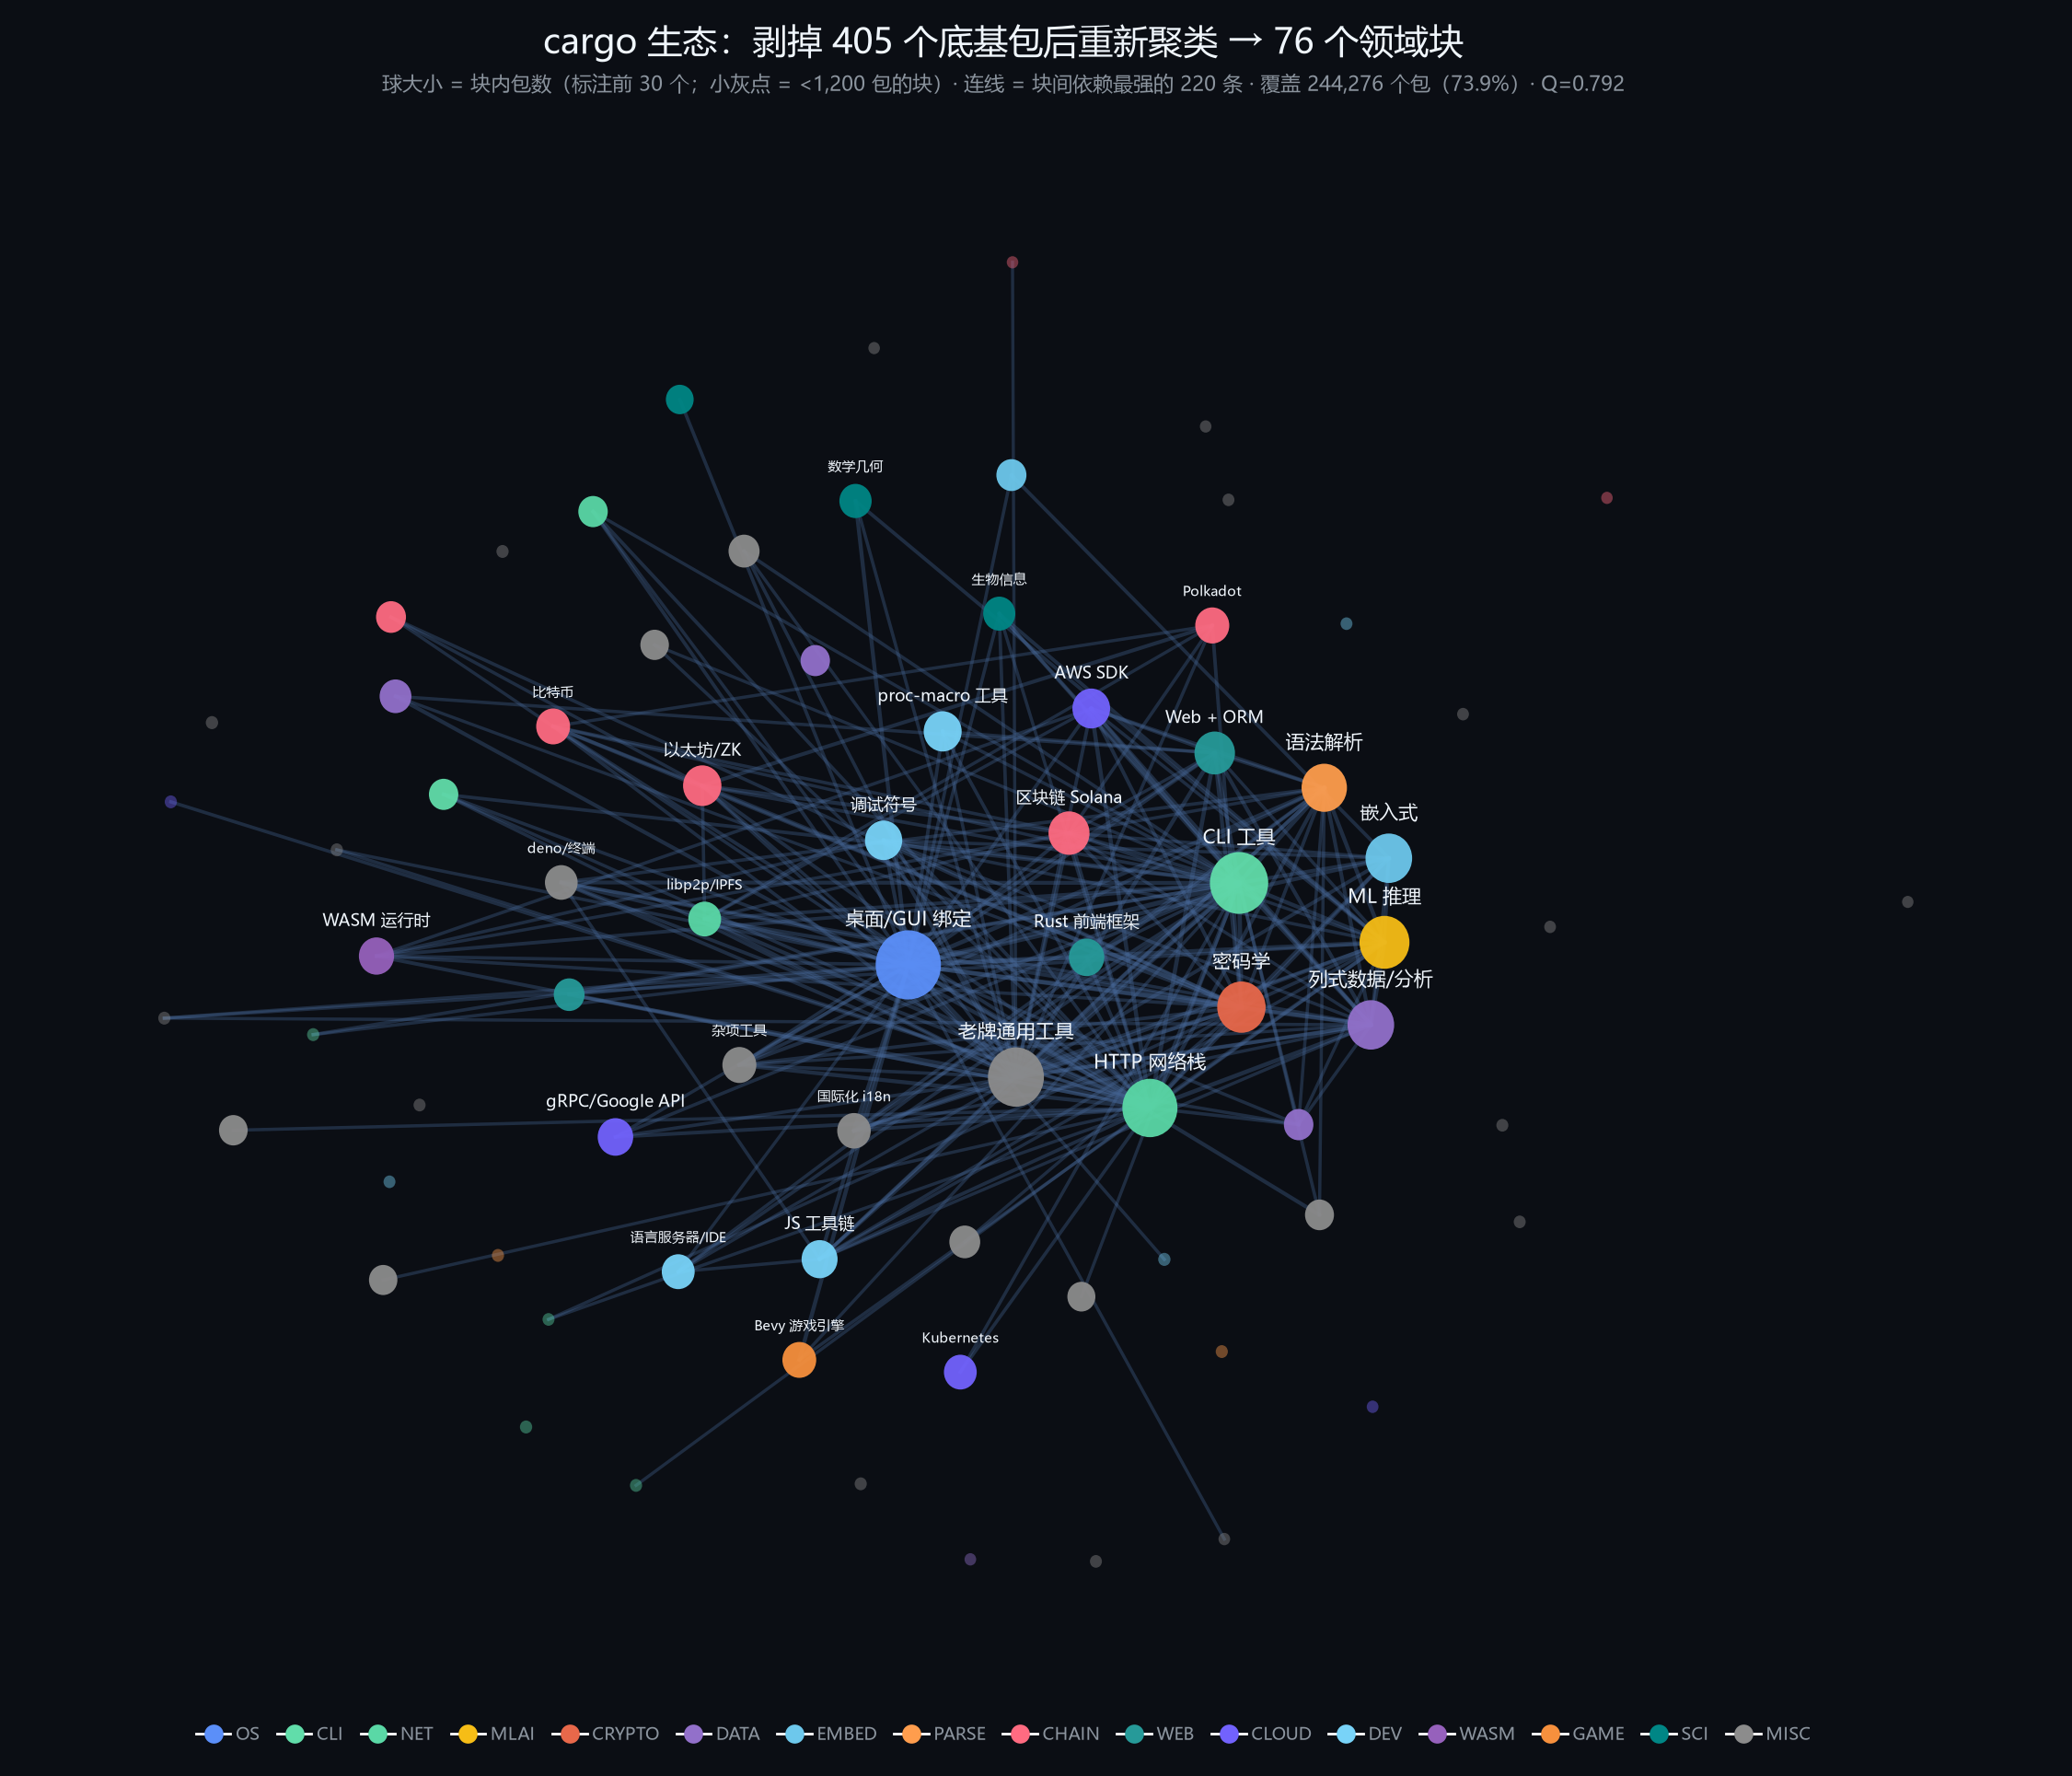 cargo 生态：剥掉 405 个底基包后重新聚类 → 76 个领域块
球大小 = 块内包数（标注前 30 个；小灰点 = <1,200 包的块）· 连线 = 块间依赖最强的 220 条 · 覆盖 244,276 个包（73.9%）· Q=0.792
数学几何
生物信息
Polkadot
AWS SDK
比特币
proc-macro 工具
Web + ORM
以太坊/ZK
语法解析
调试符号
区块链 Solana
嵌入式
CLI 工具
deno/终端
libp2p/IPFS
ML 推理
WASM 运行时
桌面/GUI 绑定
Rust 前端框架
密码学
列式数据/分析
杂项工具
老牌通用工具
HTTP 网络栈
gRPC/Google API
国际化 i18n
JS 工具链
语言服务器/IDE
Bevy 游戏引擎
Kubernetes
OS CLI NET MLAI CRYPTO DATA EMBED PARSE CHAIN WEB CLOUD DEV WASM GAME SCI MISC